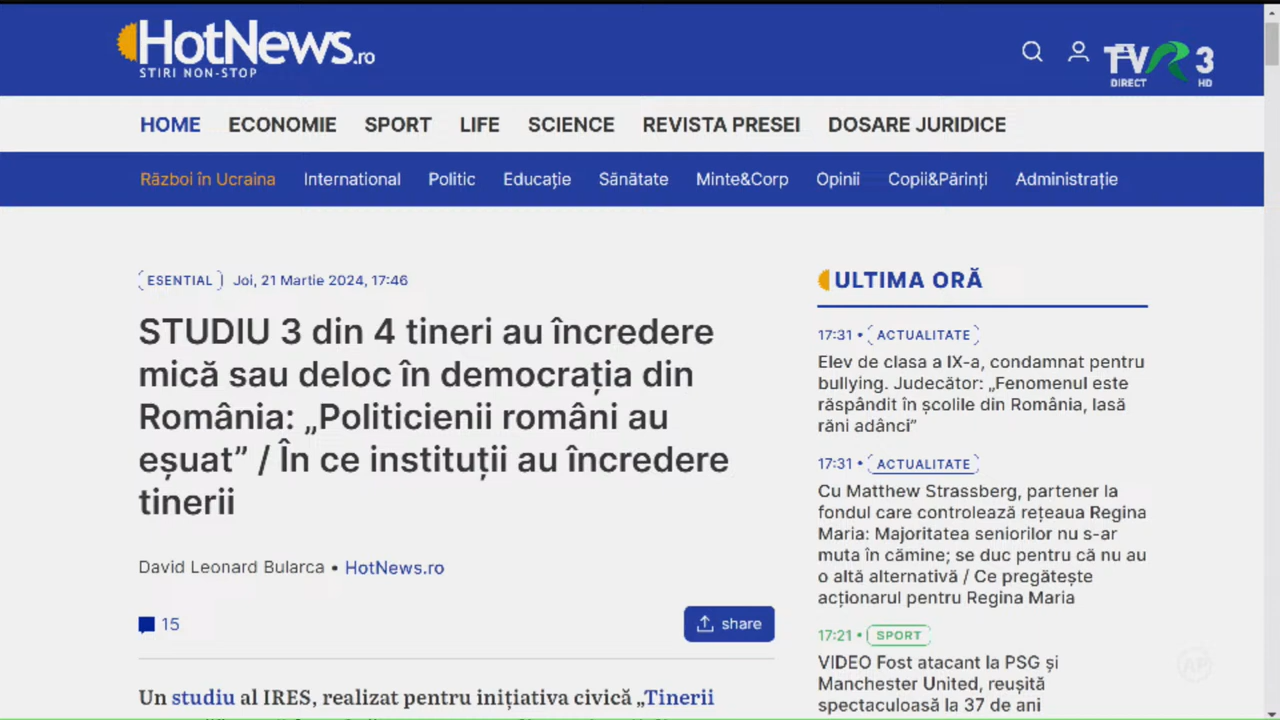 HotNews.ro
STIRI NON-STOP
TVR 3
DIRECT HD
HOME ECONOMIE SPORT LIFE SCIENCE REVISTA PRESEI DOSARE JURIDICE
Război în Ucraina International Politic Educație Sănătate Minte&Corp Opinii Copii&Părinți Administrație
ESENTIAL Joi, 21 Martie 2024, 17:46
STUDIU 3 din 4 tineri au încredere
mică sau deloc în democrația din
România: „Politicienii români au
eșuat” / În ce instituții au încredere
tinerii
David Leonard Bularca • HotNews.ro
15
share
Un studiu al IRES, realizat pentru inițiativa civică „Tinerii
ULTIMA ORĂ
17:31 • ACTUALITATE
Elev de clasa a IX-a, condamnat pentru
bullying. Judecător: „Fenomenul este
răspândit în școlile din România, lasă
răni adânci”
17:31 • ACTUALITATE
Cu Matthew Strassberg, partener la
fondul care controlează rețeaua Regina
Maria: Majoritatea seniorilor nu s-ar
muta în cămine; se duc pentru că nu au
o altă alternativă / Ce pregătește
acționarul pentru Regina Maria
17:21 • SPORT
VIDEO Fost atacant la PSG și
Manchester United, reușită
spectaculoasă la 37 de ani
AP